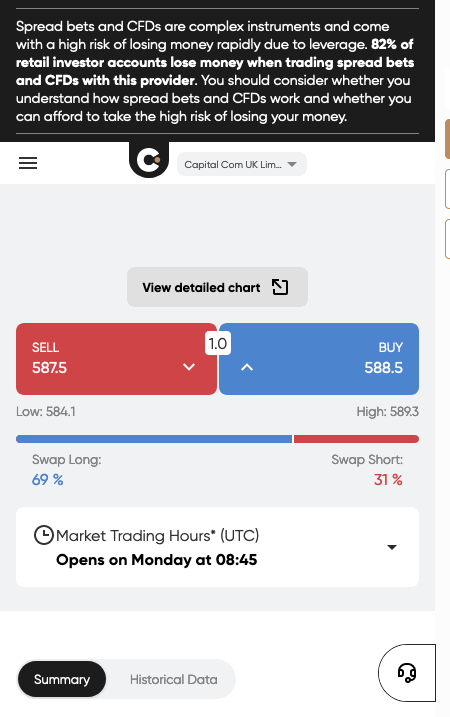 Spread bets and CFDs are complex instruments and come
with a high risk of losing money rapidly due to leverage. 82% of
retail investor accounts lose money when trading spread bets
and CFDs with this provider. You should consider whether you
understand how spread bets and CFDs work and whether you
can afford to take the high risk of losing your money.
Capital Com UK Lim...
View detailed chart
SELL
587.5
1.0
BUY
588.5
Low: 584.1
High: 589.3
Swap Long:
69 %
Swap Short:
31 %
Market Trading Hours* (UTC)
Opens on Monday at 08:45
Summary
Historical Data